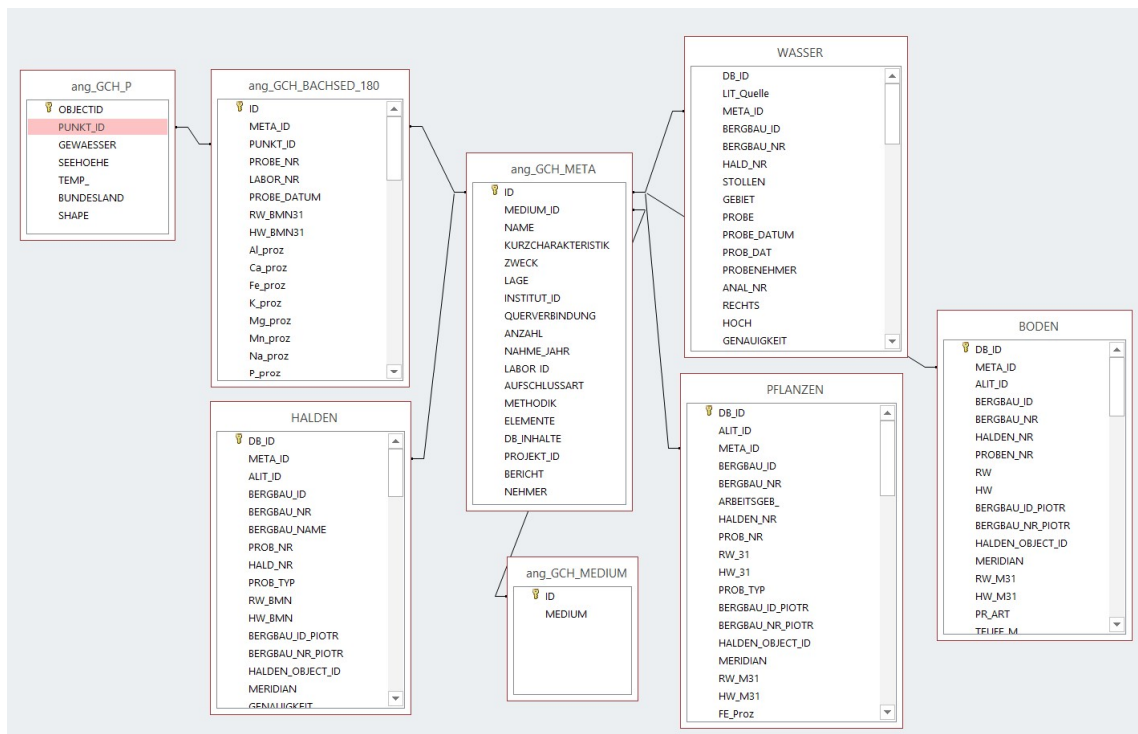 ang_GCH_P
OBJECTID
PUNKT_ID
GEWAESSER
SEEHOEHE
TEMP_
BUNDESLAND
SHAPE
ang_GCH_BACHSED_180
ID
META_ID
PUNKT_ID
PROBE_NR
LABOR_NR
PROBE_DATUM
RW_BMN31
HW_BMN31
Al_proz
Ca_proz
Fe_proz
K_proz
Mg_proz
Mn_proz
Na_proz
P_proz
HALDEN
DB_ID
META_ID
ALIT_ID
BERGBAU_ID
BERGBAU_NR
BERGBAU_NAME
PROB_NR
HALD_NR
PROB_TYP
RW_BMN
HW_BMN
BERGBAU_ID_PIOTR
BERGBAU_NR_PIOTR
HALDEN_OBJECT_ID
MERIDIAN
GENAUIGKEIT
ang_GCH_META
ID
MEDIUM_ID
NAME
KURZCHARAKTERISTIK
ZWECK
LAGE
INSTITUT_ID
QUERVERBINDUNG
ANZAHL
NAHME_JAHR
LABOR_ID
AUFSCHLUSSART
METHODIK
ELEMENTE
DB_INHALTE
PROJEKT_ID
BERICHT
NEHMER
ang_GCH_MEDIUM
ID
MEDIUM
WASSER
DB_ID
LIT_Quelle
META_ID
BERGBAU_ID
BERGBAU_NR
HALD_NR
STOLLEN
GEBIET
PROBE
PROBE_DATUM
PROB_DAT
PROBENEHMER
ANAL_NR
RECHTS
HOCH
GENAUIGKEIT
PFLANZEN
DB_ID
ALIT_ID
META_ID
BERGBAU_ID
BERGBAU_NR
ARBEITSGEB_
HALDEN_NR
PROB_NR
RW_31
HW_31
PROB_TYP
BERGBAU_ID_PIOTR
BERGBAU_NR_PIOTR
HALDEN_OBJECT_ID
MERIDIAN
RW_M31
HW_M31
FE_Proz
BODEN
DB_ID
META_ID
ALIT_ID
BERGBAU_ID
BERGBAU_NR
HALDEN_NR
PROBEN_NR
RW
HW
BERGBAU_ID_PIOTR
BERGBAU_NR_PIOTR
HALDEN_OBJECT_ID
MERIDIAN
RW_M31
HW_M31
PR_ART
TEUFE_M